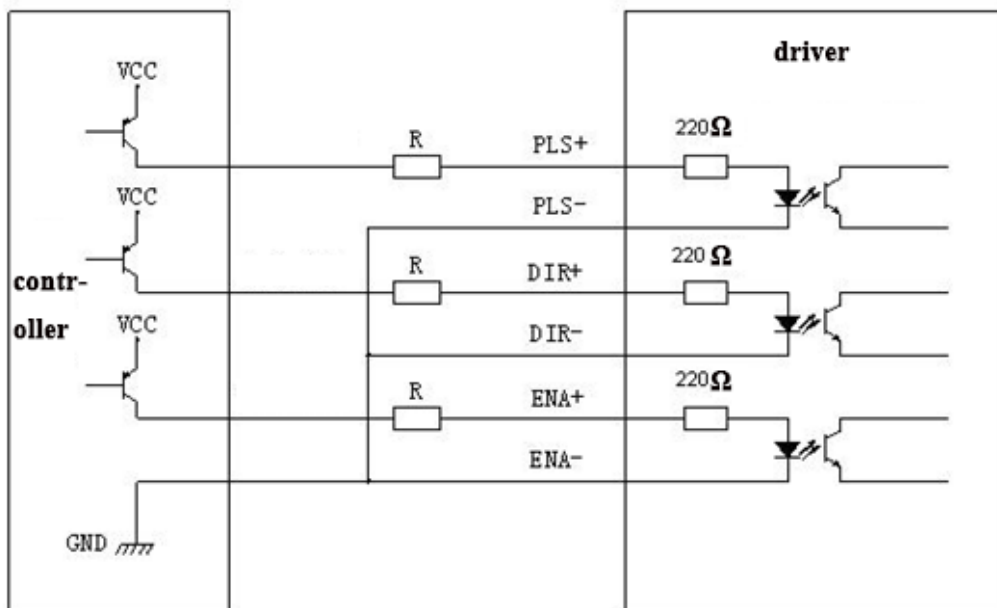 driver
VCC
220Ω
R
PLS+
VCC
PLS-
220Ω
R
DIR+
contr-
oller
VCC
DIR-
220Ω
R
ENA+
ENA-
GND